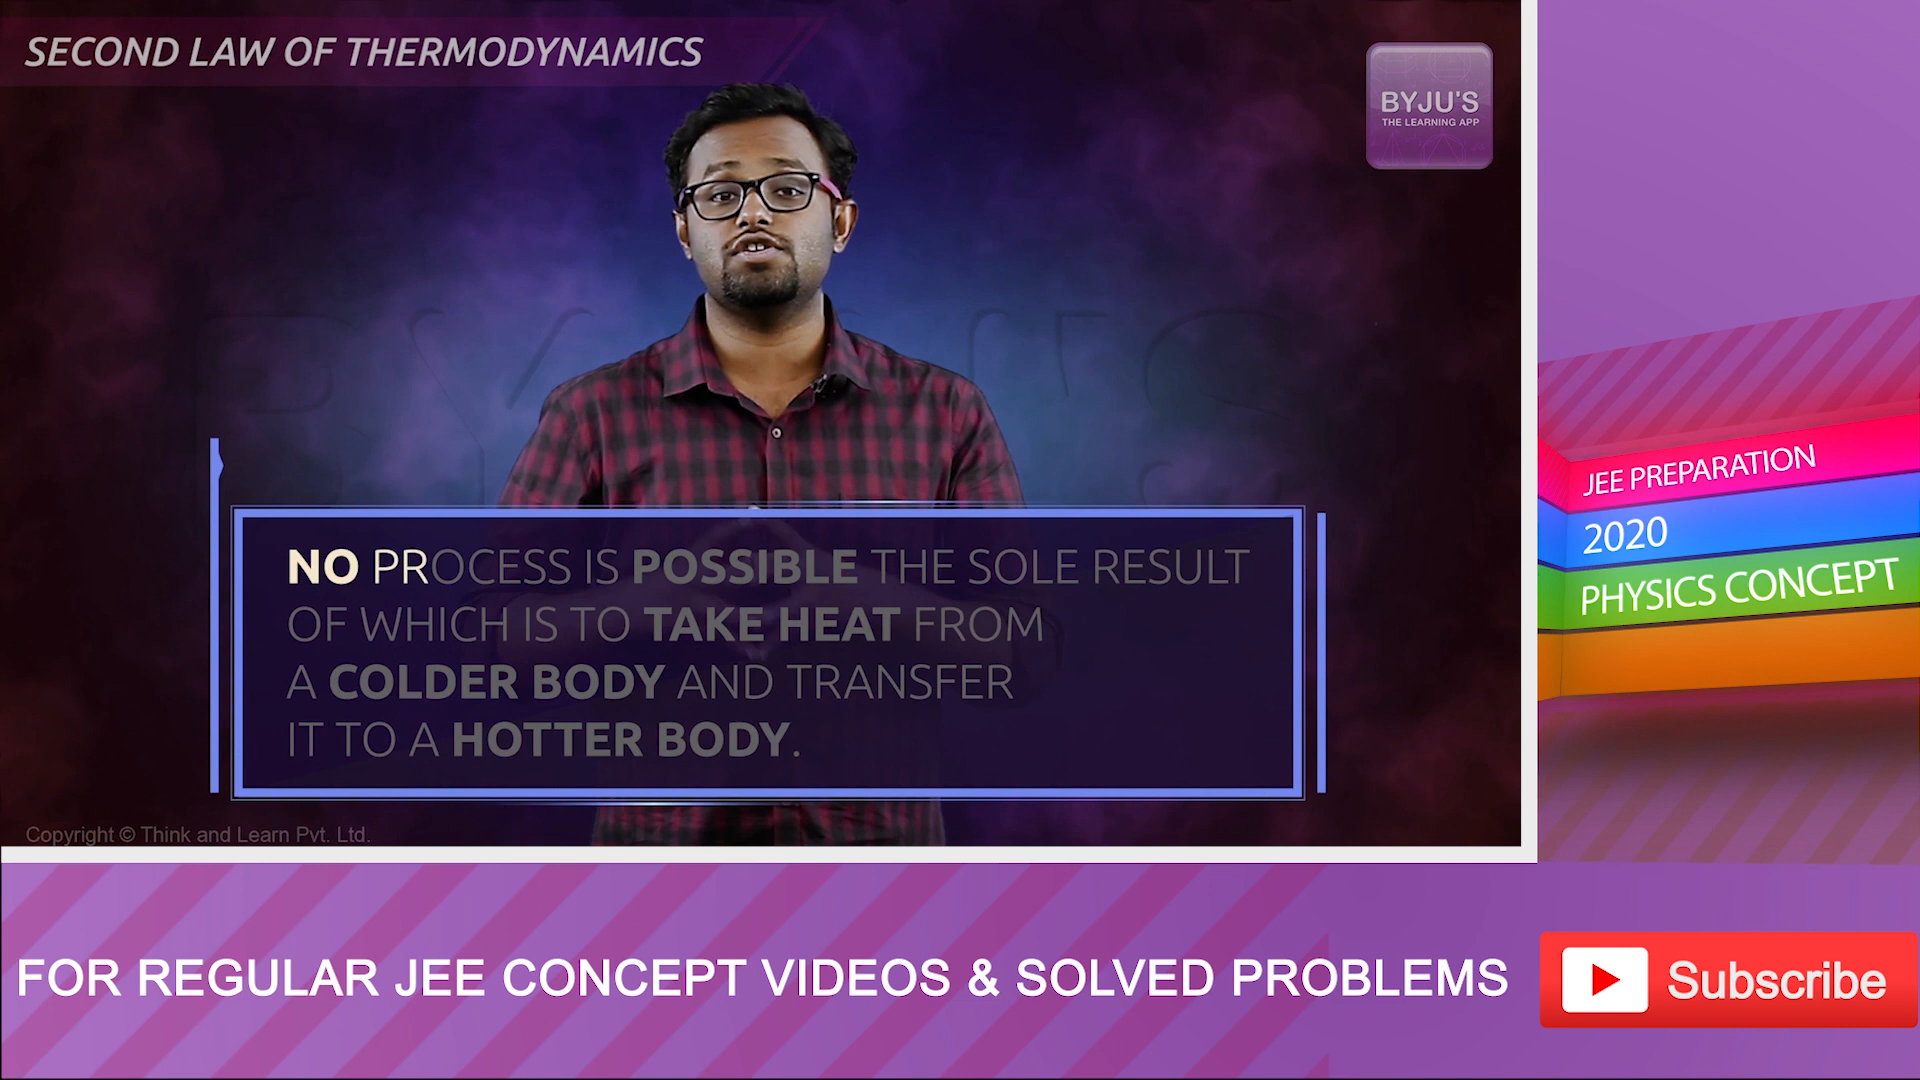 SECOND LAW OF THERMODYNAMICS
BYJU'S
THE LEARNING APP
NO PROCESS IS POSSIBLE THE SOLE RESULT
OF WHICH IS TO TAKE HEAT FROM
A COLDER BODY AND TRANSFER
IT TO A HOTTER BODY.
Copyright © Think and Learn Pvt. Ltd.
JEE PREPARATION
2020
PHYSICS CONCEPT
FOR REGULAR JEE CONCEPT VIDEOS & SOLVED PROBLEMS
Subscribe